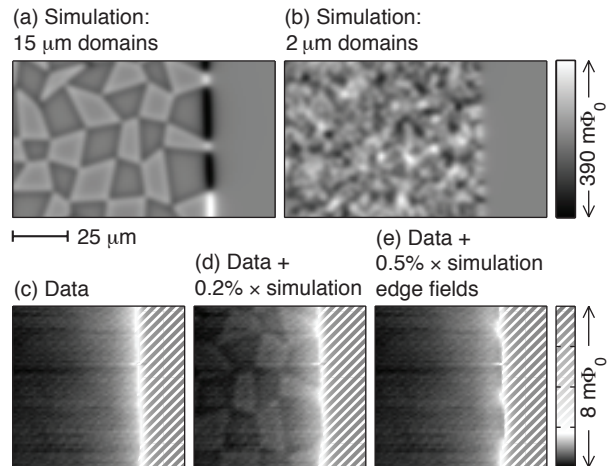 (a) Simulation:
15 μm domains
(b) Simulation:
2 μm domains
390 mΦ₀
25 μm
(c) Data
(d) Data +
0.2% × simulation
(e) Data +
0.5% × simulation
edge fields
8 mΦ₀